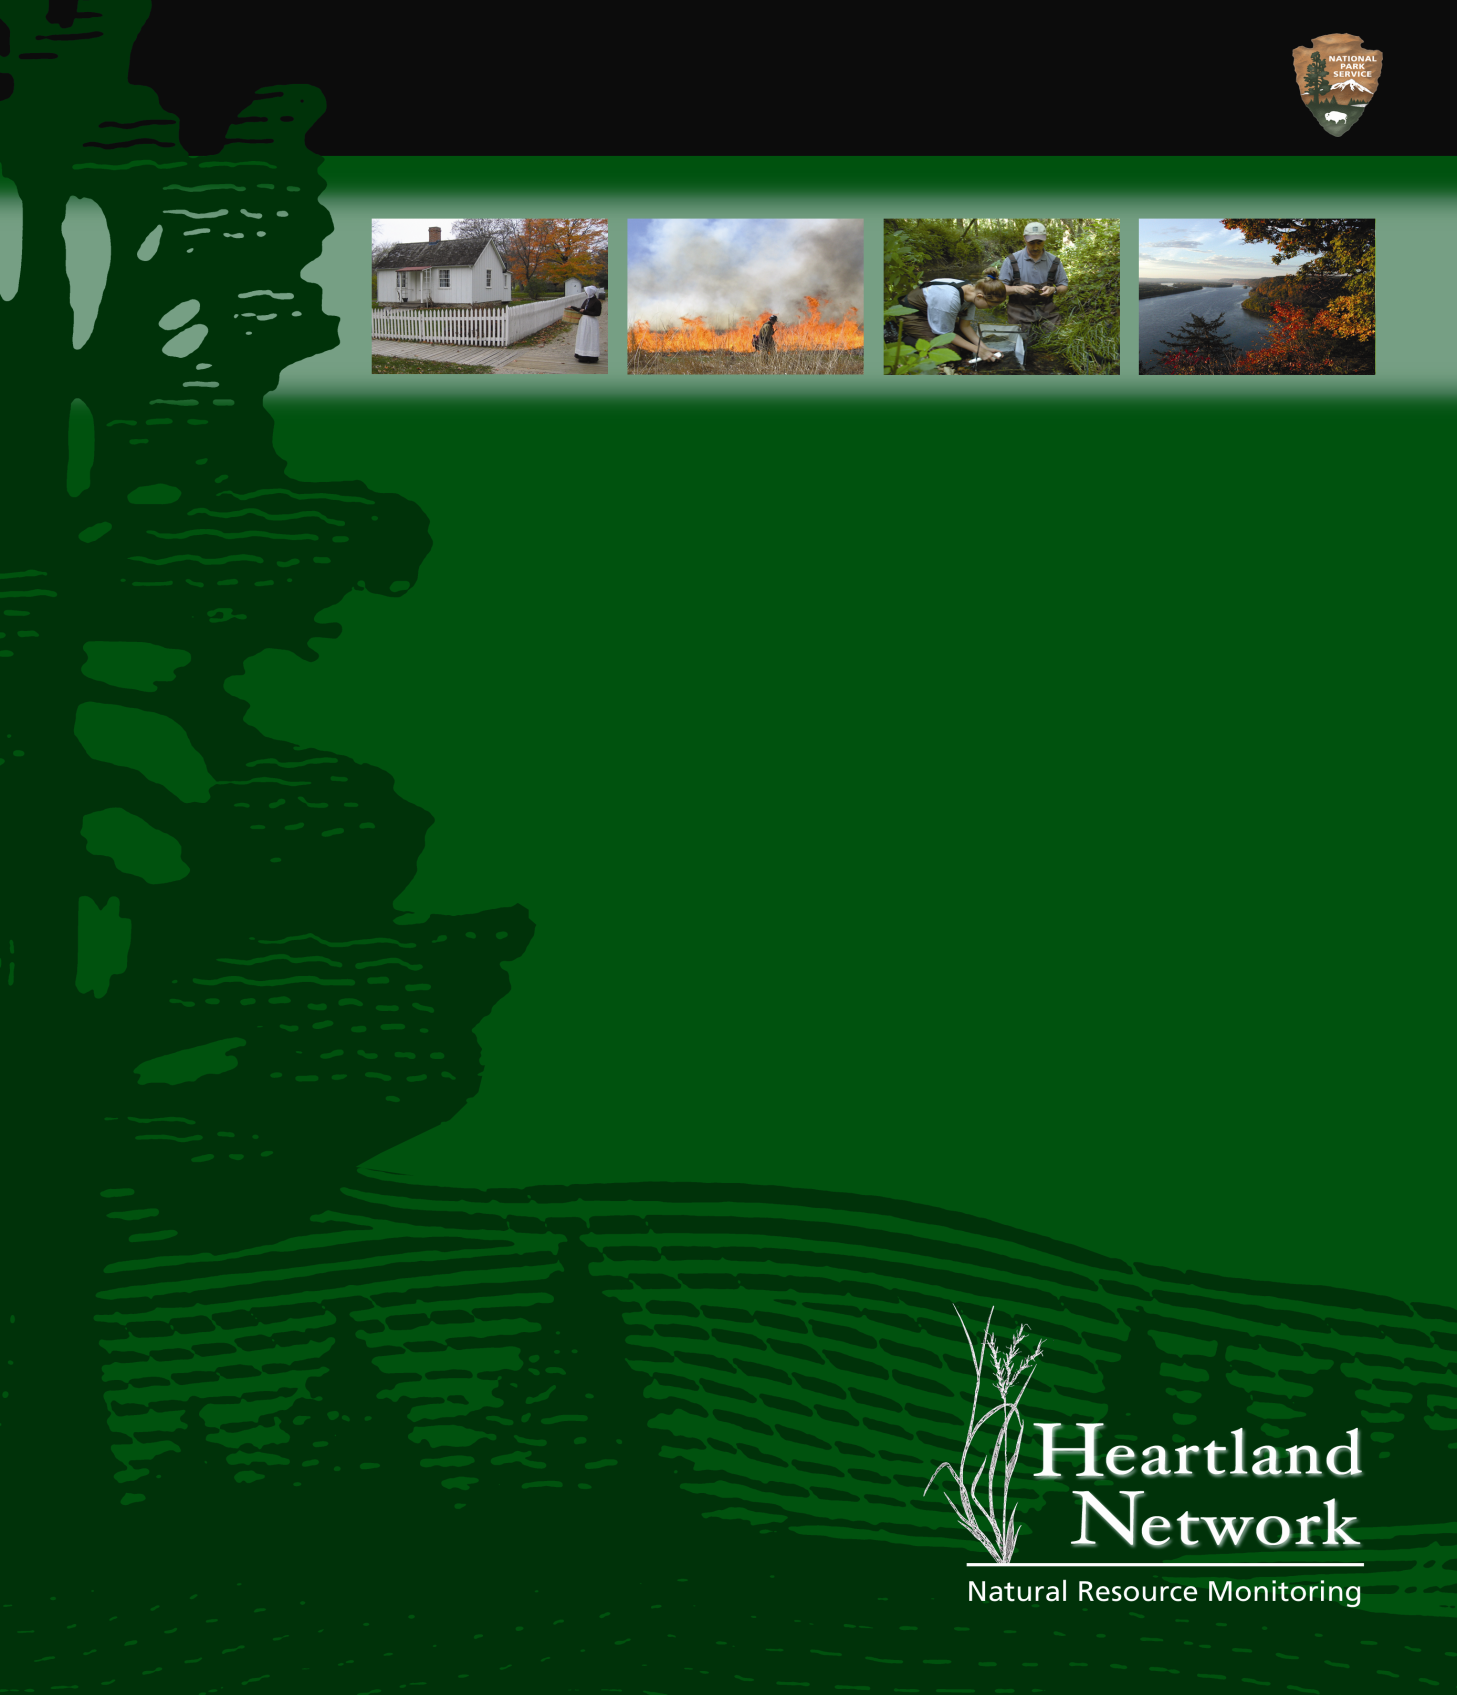 NATIONAL
PARK
SERVICE
Heartland
Network
Natural Resource Monitoring